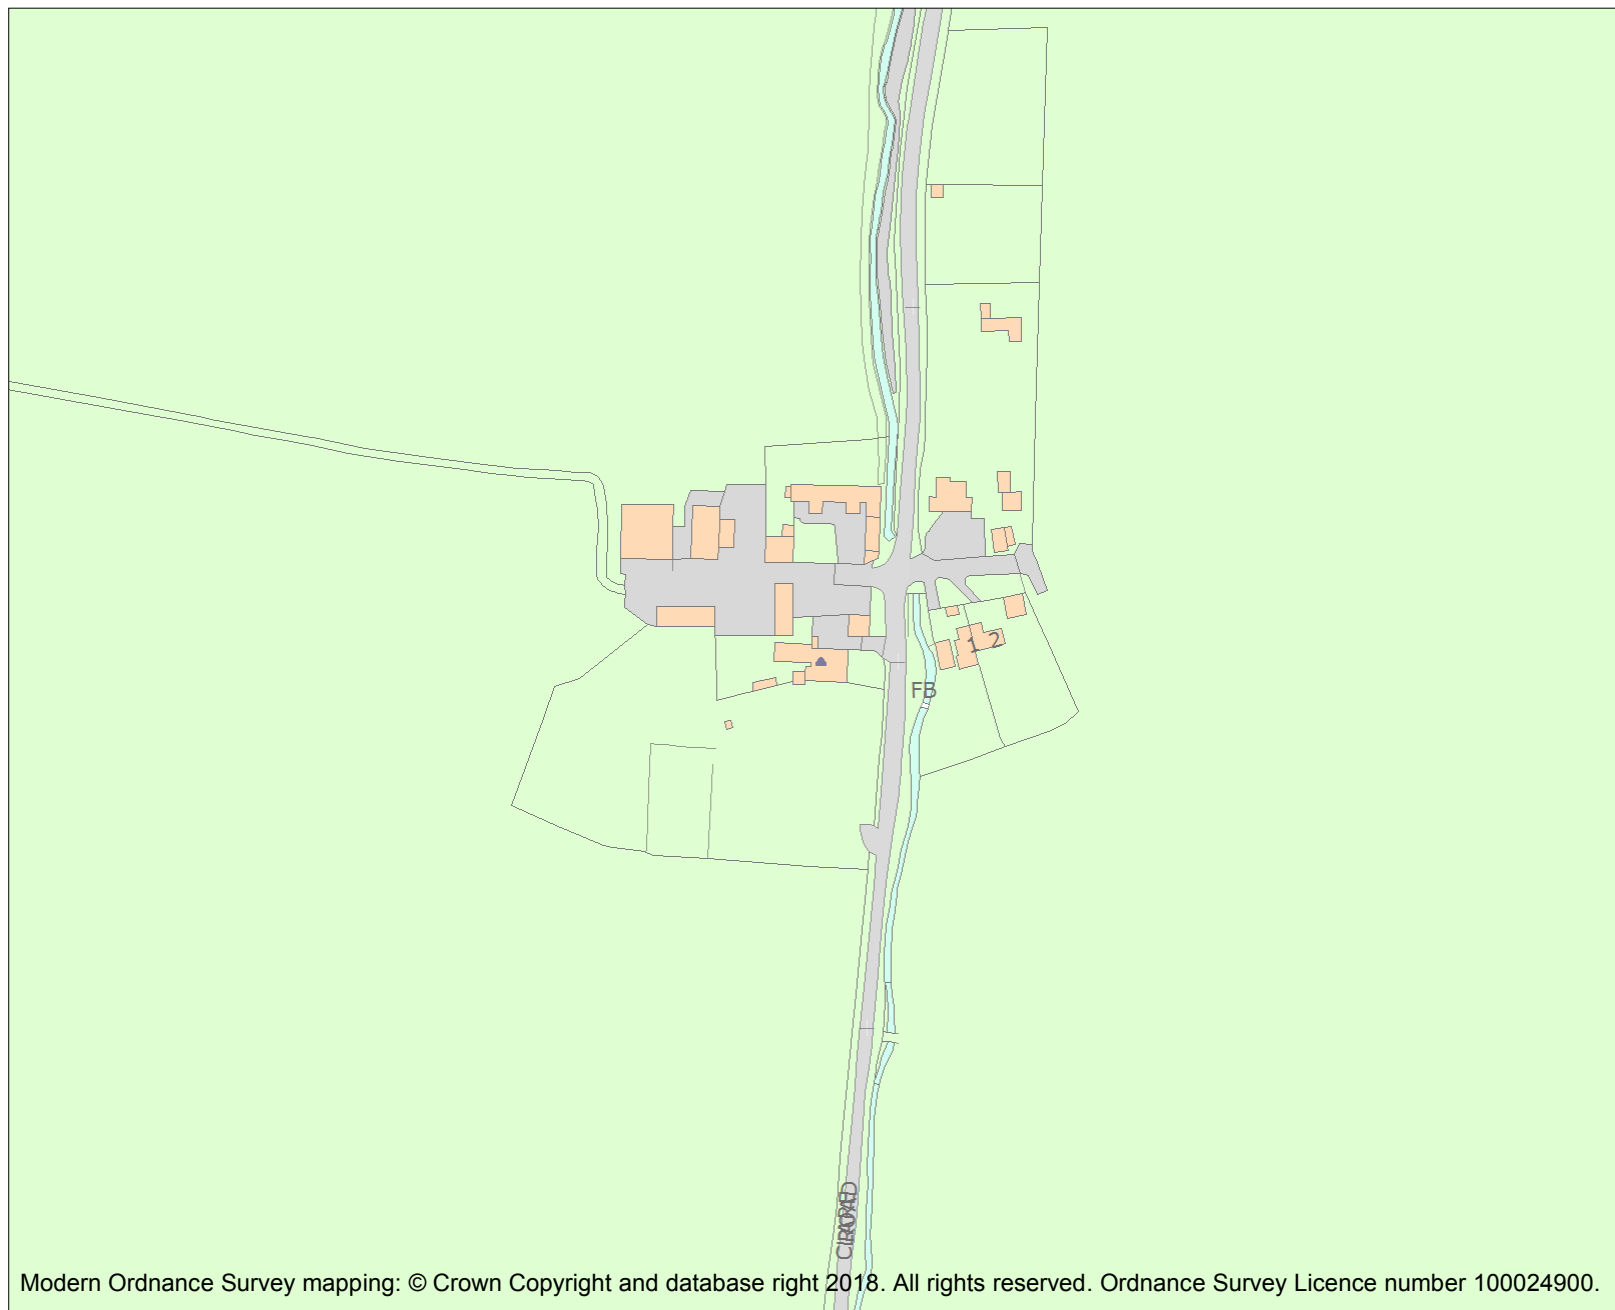 1 2
FB
ROAD
Modern Ordnance Survey mapping: © Crown Copyright and database right 2018. All rights reserved. Ordnance Survey Licence number 100024900.